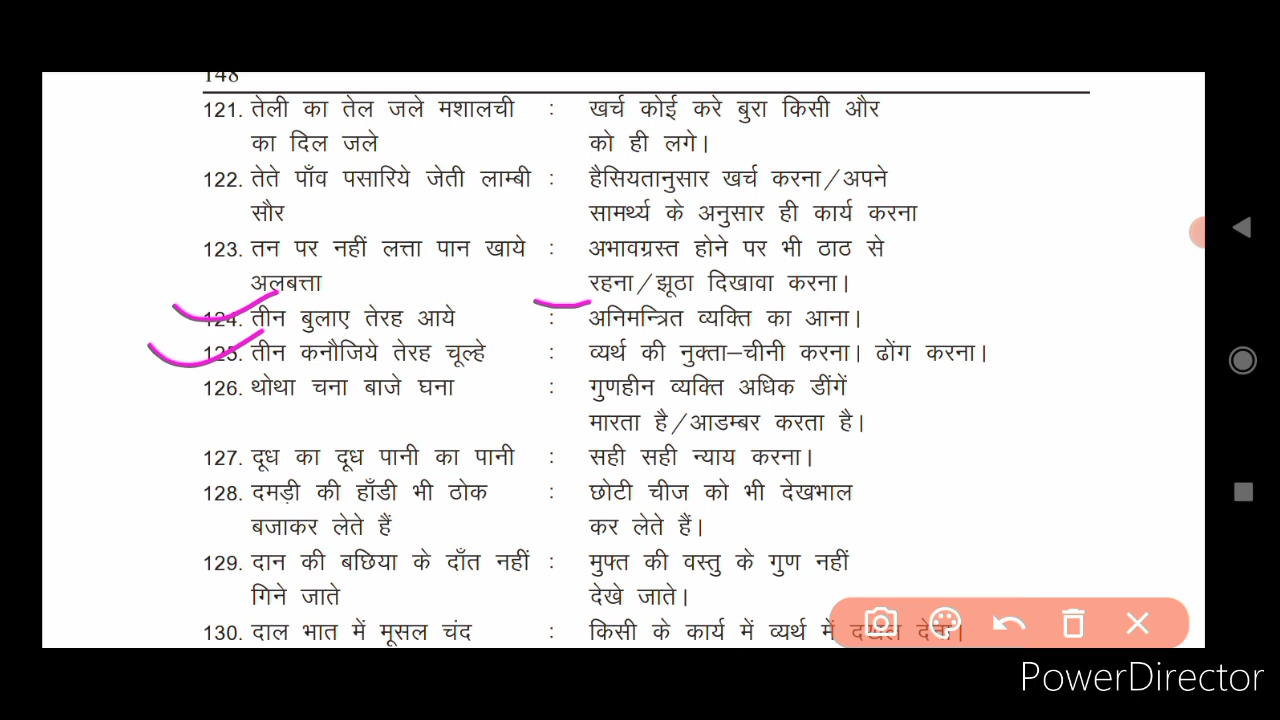 148
121. तेली का तेल जले मशालची : खर्च कोई करे बुरा किसी और
का दिल जले को ही लगे।
122. तेते पाँव पसारिये जेती लाम्बी : हैसियतानुसार खर्च करना/अपने
सौर सामर्थ्य के अनुसार ही कार्य करना
123. तन पर नहीं लत्ता पान खाये : अभावग्रस्त होने पर भी ठाठ से
अलबत्ता रहना/झूठा दिखावा करना।
124. तीन बुलाए तेरह आये : अनिमन्त्रित व्यक्ति का आना।
125. तीन कनौजिये तेरह चूल्हे : व्यर्थ की नुक्ता–चीनी करना। ढोंग करना।
126. थोथा चना बाजे घना : गुणहीन व्यक्ति अधिक डींगें
मारता है/आडम्बर करता है।
127. दूध का दूध पानी का पानी : सही सही न्याय करना।
128. दमड़ी की हाँडी भी ठोक : छोटी चीज को भी देखभाल
बजाकर लेते हैं कर लेते हैं।
129. दान की बछिया के दाँत नहीं : मुफ्त की वस्तु के गुण नहीं
गिने जाते देखे जाते।
130. दाल भात में मूसल चंद : किसी के कार्य में व्यर्थ में दखल देना।
PowerDirector